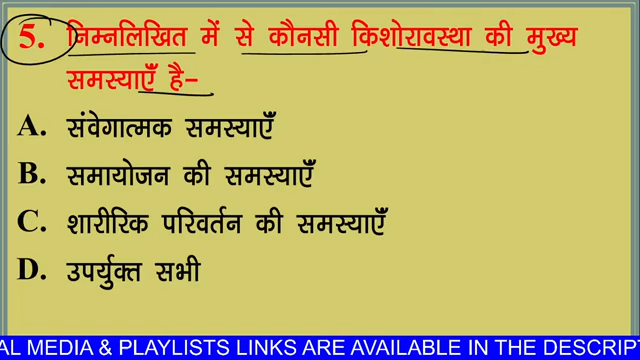 5. निम्नलिखित में से कौनसी किशोरावस्था की मुख्य
समस्याएँ है-
A. संवेगात्मक समस्याएँ
B. समायोजन की समस्याएँ
C. शारीरिक परिवर्तन की समस्याएँ
D. उपर्युक्त सभी
AL MEDIA & PLAYLISTS LINKS ARE AVAILABLE IN THE DESCRIPT